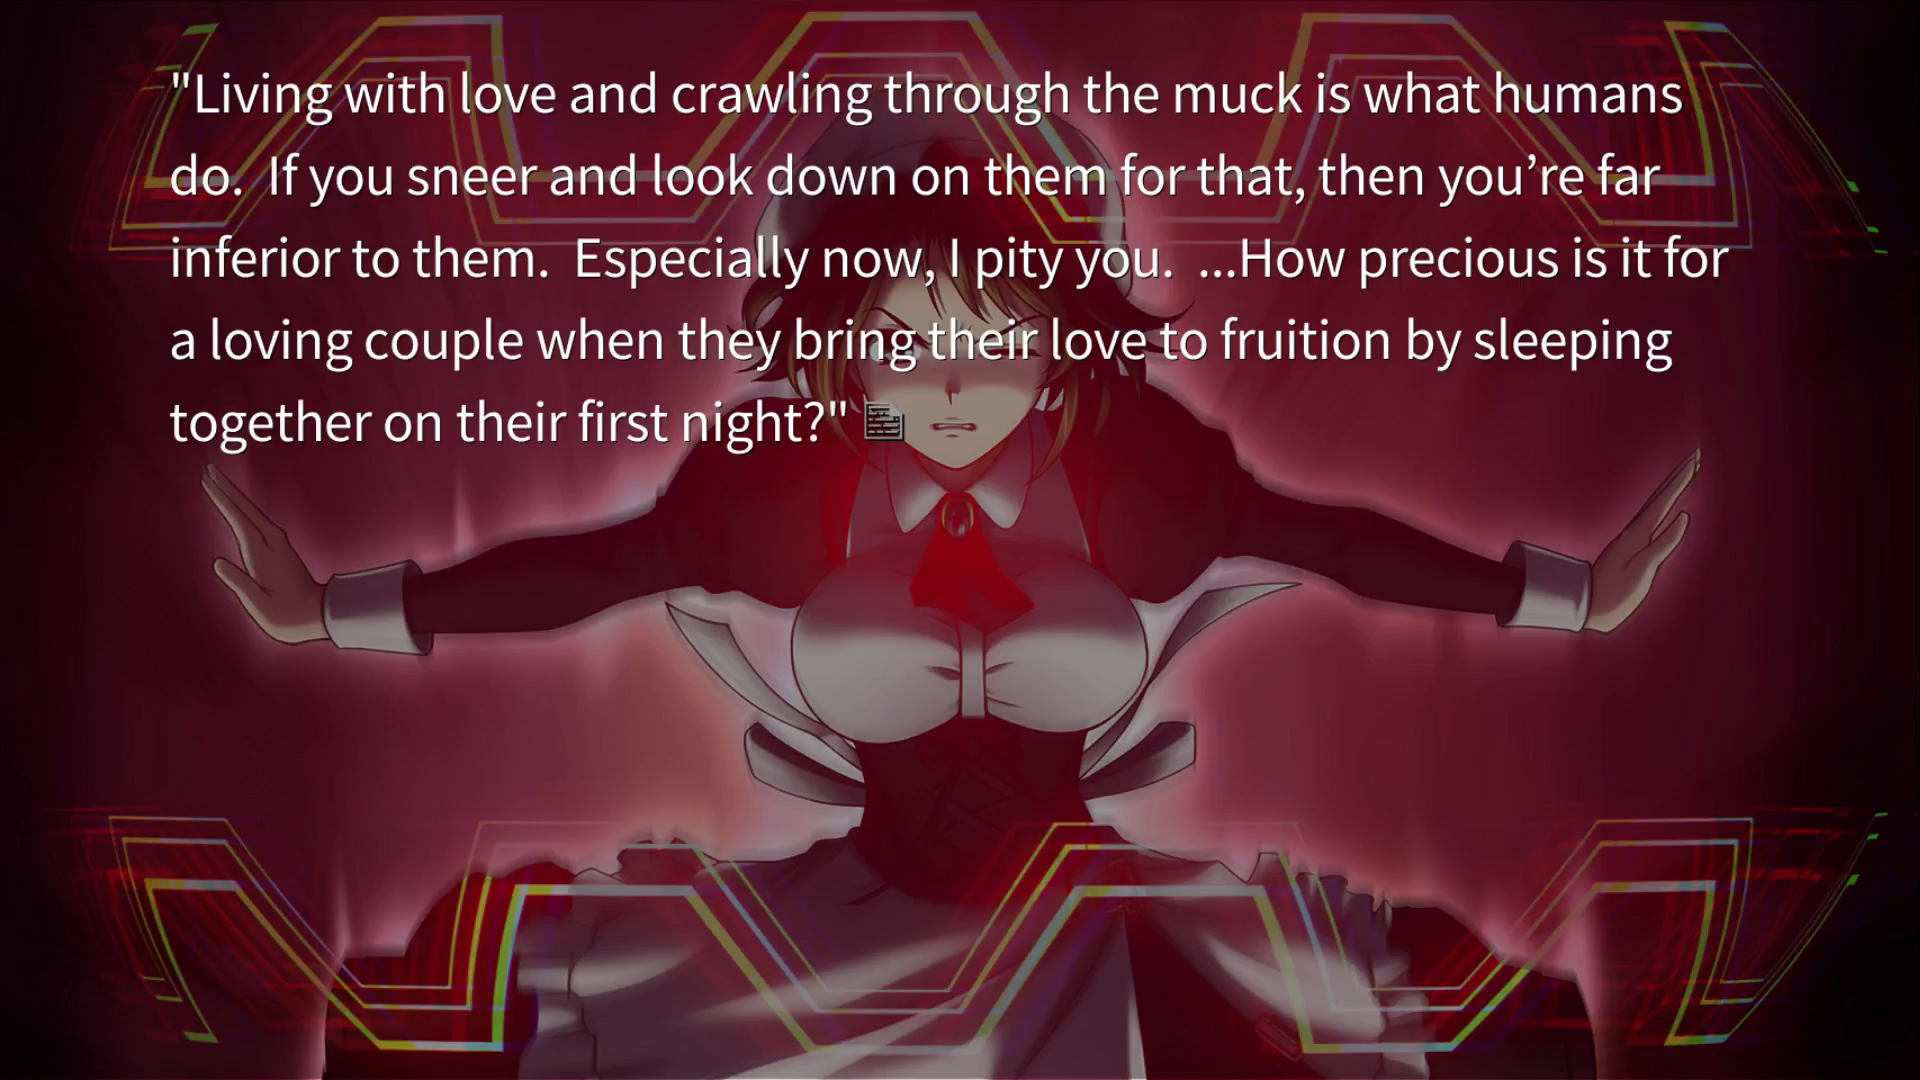 "Living with love and crawling through the muck is what humans
do.  If you sneer and look down on them for that, then you’re far
inferior to them.  Especially now, I pity you.  ...How precious is it for
a loving couple when they bring their love to fruition by sleeping
together on their first night?"